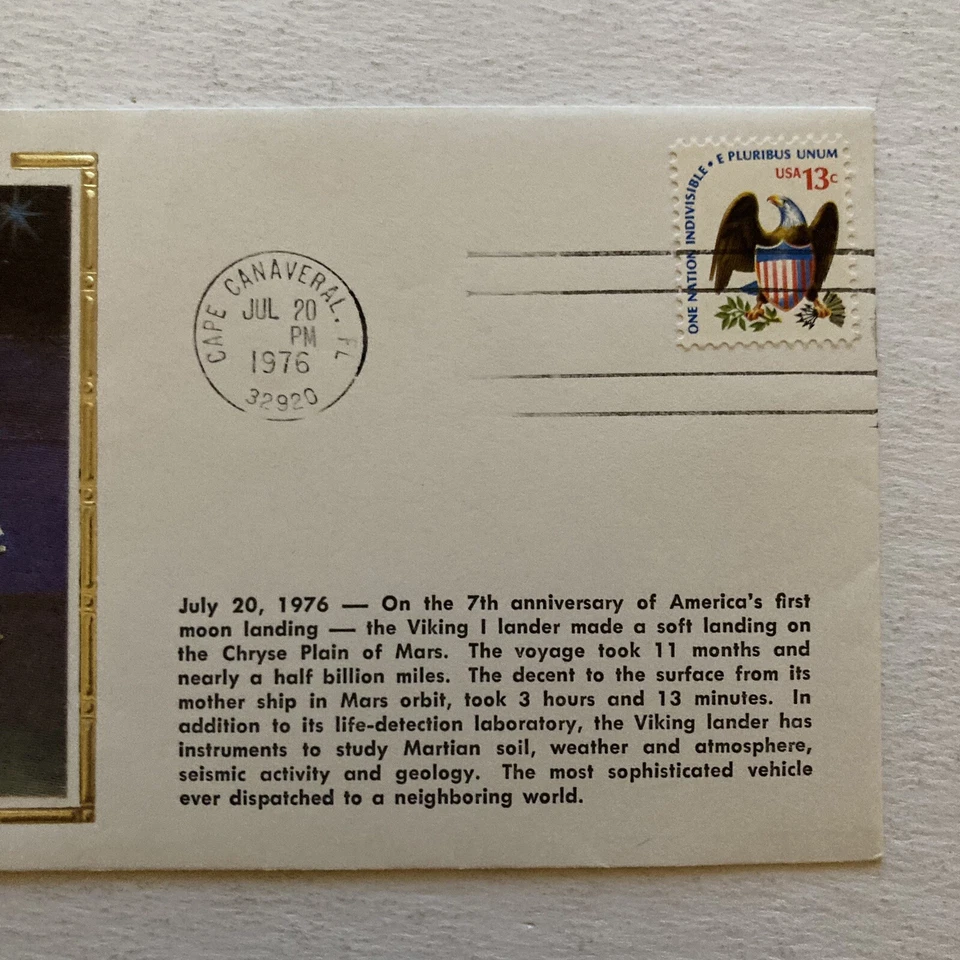 ONE NATION INDIVISIBLE • E PLURIBUS UNUM
USA 13c
CAPE CANAVERAL, FL
JUL 20
PM
1976
32920
July 20, 1976 — On the 7th anniversary of America's first
moon landing — the Viking I lander made a soft landing on
the Chryse Plain of Mars. The voyage took 11 months and
nearly a half billion miles. The decent to the surface from its
mother ship in Mars orbit, took 3 hours and 13 minutes. In
addition to its life-detection laboratory, the Viking lander has
instruments to study Martian soil, weather and atmosphere,
seismic activity and geology. The most sophisticated vehicle
ever dispatched to a neighboring world.